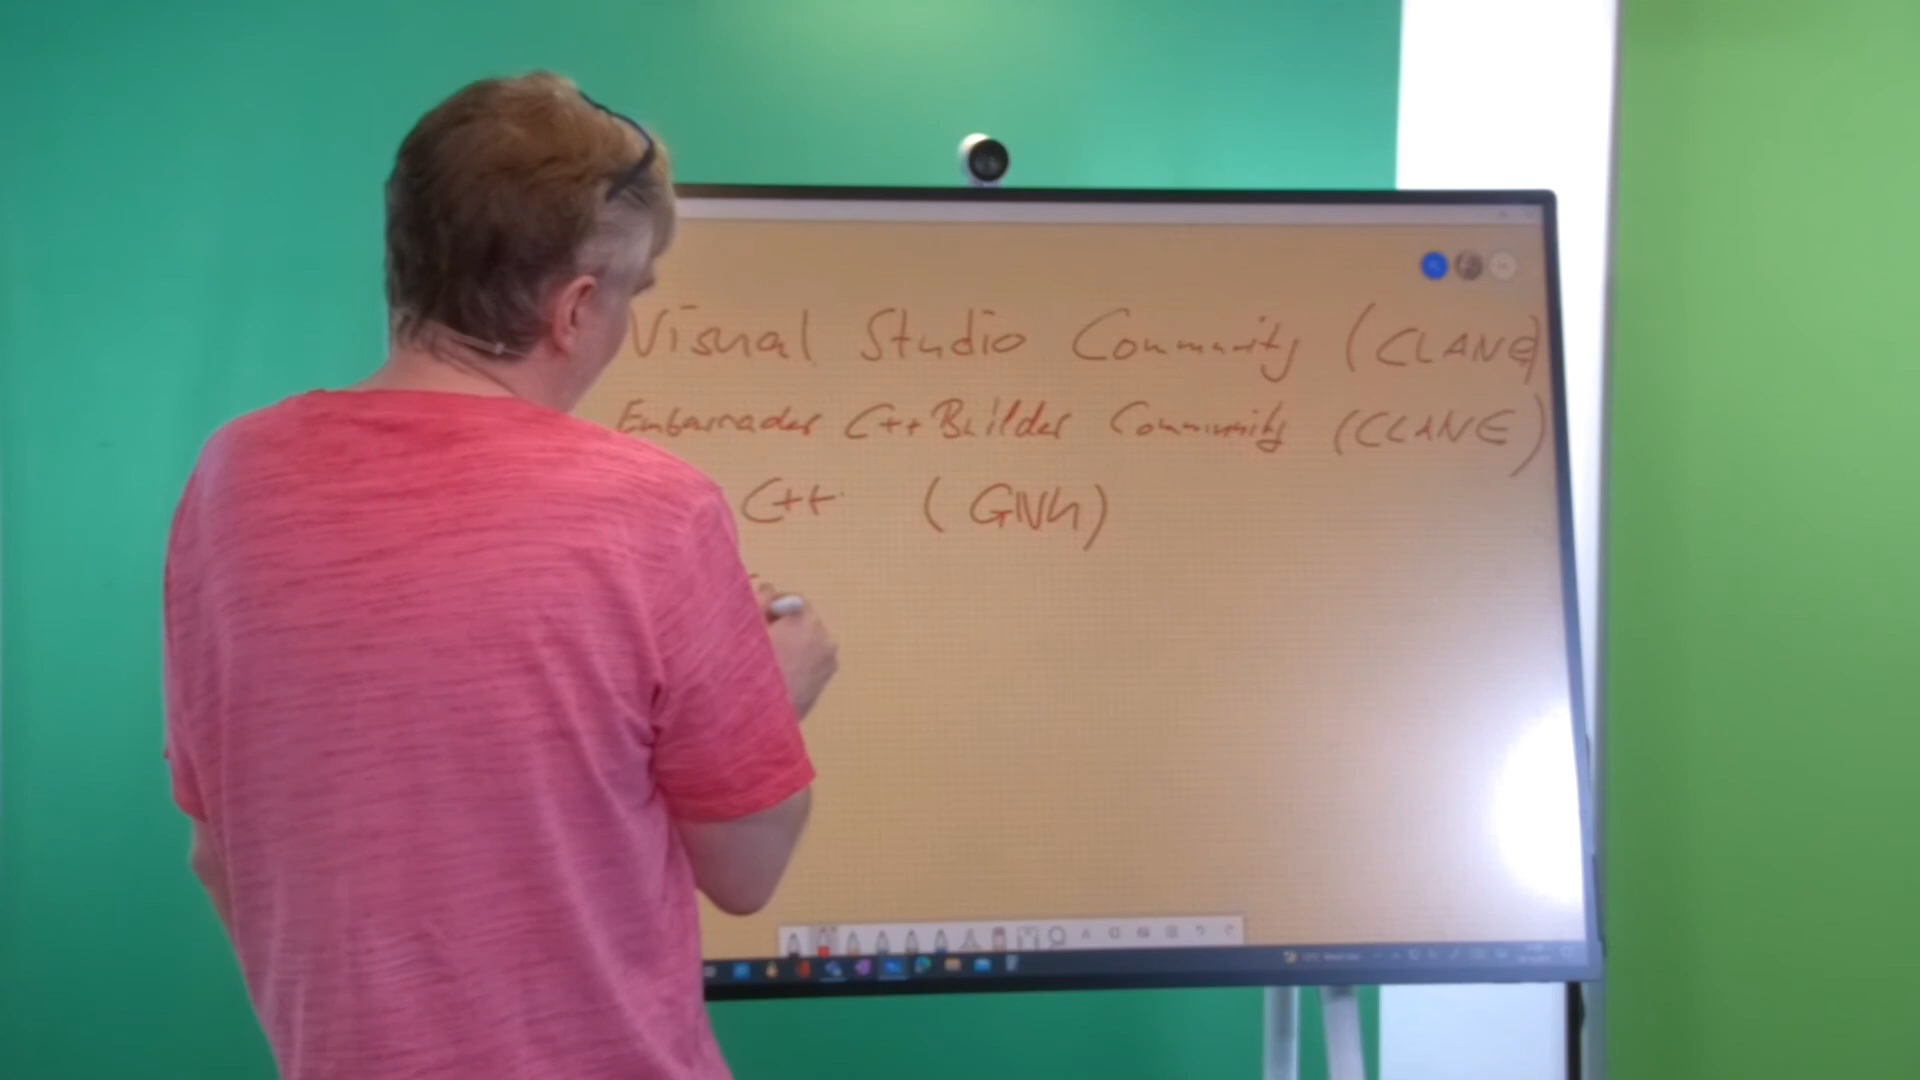 Visual Studio Community (CLANG)
Embarcadero C++ Builder Community (CLANG)
C++ (GNU)